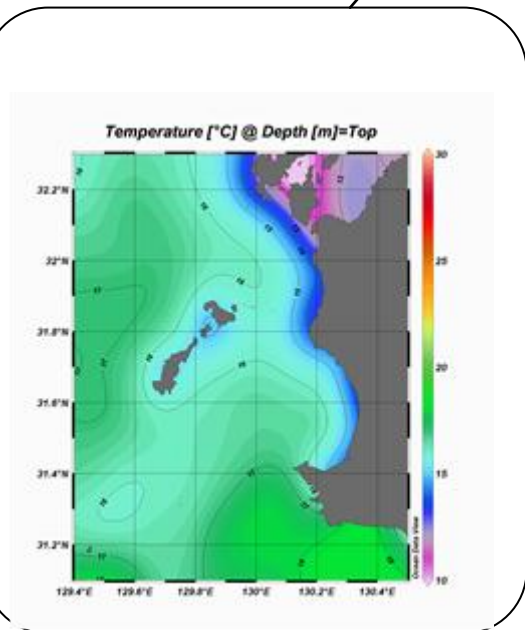 Temperature [°C] @ Depth [m]=Top
30
32.2°N
25
32°N
31.8°N
20
31.6°N
15
31.4°N
31.2°N
10
Ocean Data View
129.4°E 129.6°E 129.8°E 130°E 130.2°E 130.4°E